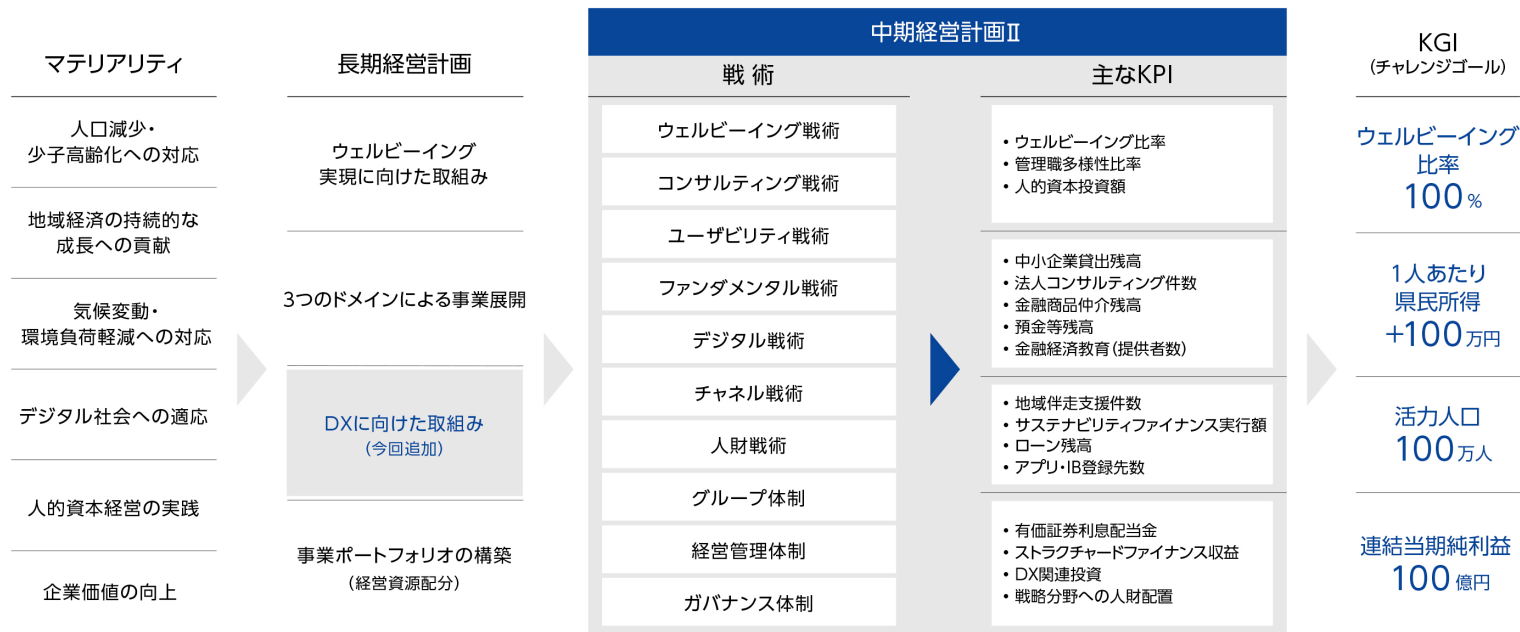 マテリアリティ
人口減少・
少子高齢化への対応
地域経済の持続的な
成長への貢献
気候変動・
環境負荷軽減への対応
デジタル社会への適応
人的資本経営の実践
企業価値の向上
長期経営計画
ウェルビーイング
実現に向けた取組み
3つのドメインによる事業展開
DXに向けた取組み
(今回追加)
事業ポートフォリオの構築
(経営資源配分)
中期経営計画Ⅱ
戦 術
ウェルビーイング戦術
コンサルティング戦術
ユーザビリティ戦術
ファンダメンタル戦術
デジタル戦術
チャネル戦術
人財戦術
グループ体制
経営管理体制
ガバナンス体制
主なKPI
• ウェルビーイング比率
• 管理職多様性比率
• 人的資本投資額
• 中小企業貸出残高
• 法人コンサルティング件数
• 金融商品仲介残高
• 預金等残高
• 金融経済教育(提供者数)
• 地域伴走支援件数
• サステナビリティファイナンス実行額
• ローン残高
• アプリ・IB登録先数
• 有価証券利息配当金
• ストラクチャードファイナンス収益
• DX関連投資
• 戦略分野への人財配置
KGI
(チャレンジゴール)
ウェルビーイング
比率
100%
1人あたり
県民所得
+100万円
活力人口
100万人
連結当期純利益
100億円